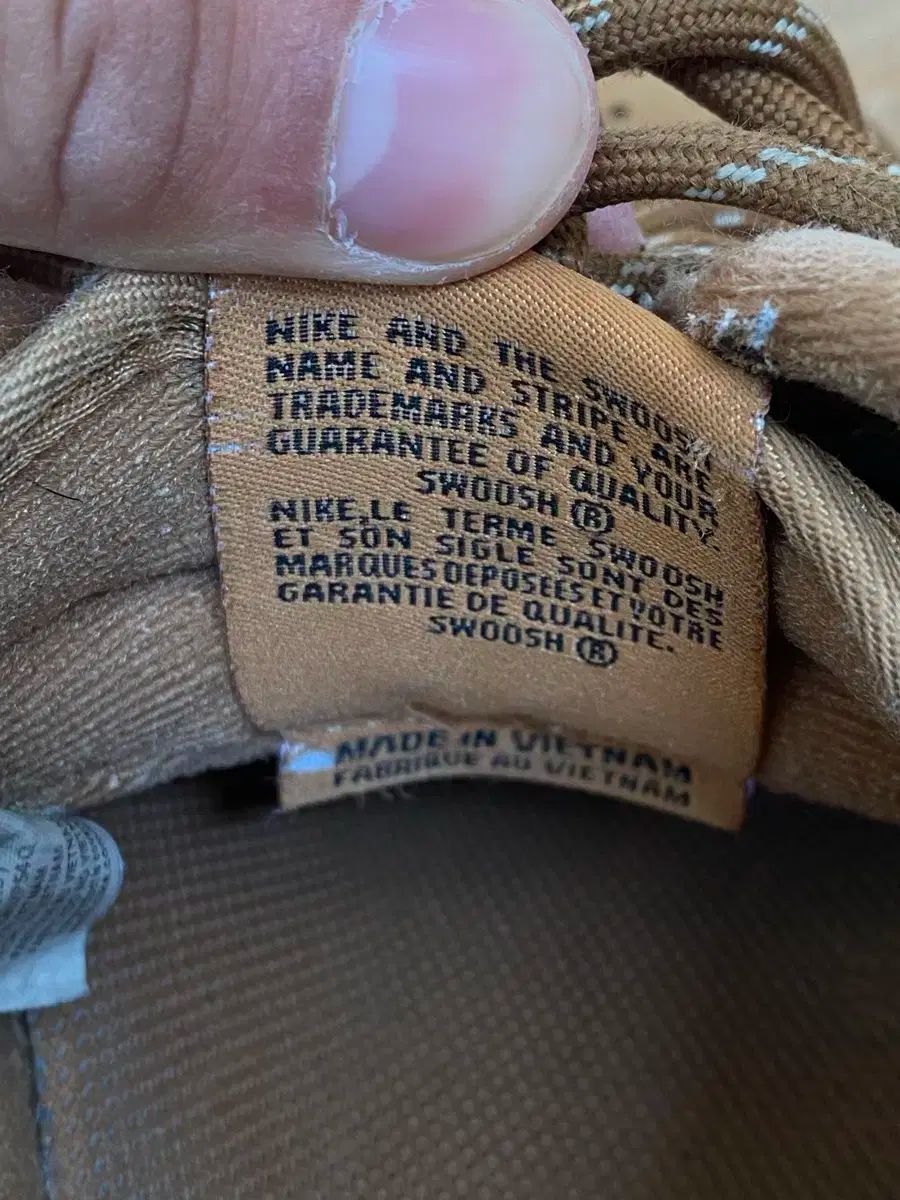 NIKE AND THE SWOOSH
NAME AND STRIPE ARE
TRADEMARKS AND YOUR
GUARANTEE OF QUALITY.
SWOOSH ®
NIKE,LE TERME SWOOSH
ET SON SIGLE SONT DES
MARQUES DEPOSEES ET VOTRE
GARANTIE DE QUALITE.
SWOOSH ®
MADE IN VIETNAM
FABRIQUE AU VIETNAM